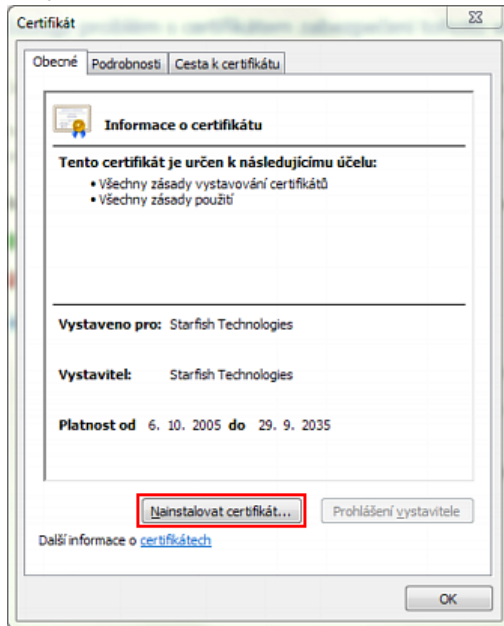 Certifikát
Obecné Podrobnosti Cesta k certifikátu
Informace o certifikátu
Tento certifikát je určen k následujícímu účelu:
• Všechny zásady vystavování certifikátů
• Všechny zásady použití
Vystaveno pro: Starfish Technologies
Vystavitel: Starfish Technologies
Platnost od 6. 10. 2005 do 29. 9. 2035
Nainstalovat certifikát... Prohlášení vystavitele
Další informace o certifikátech
OK